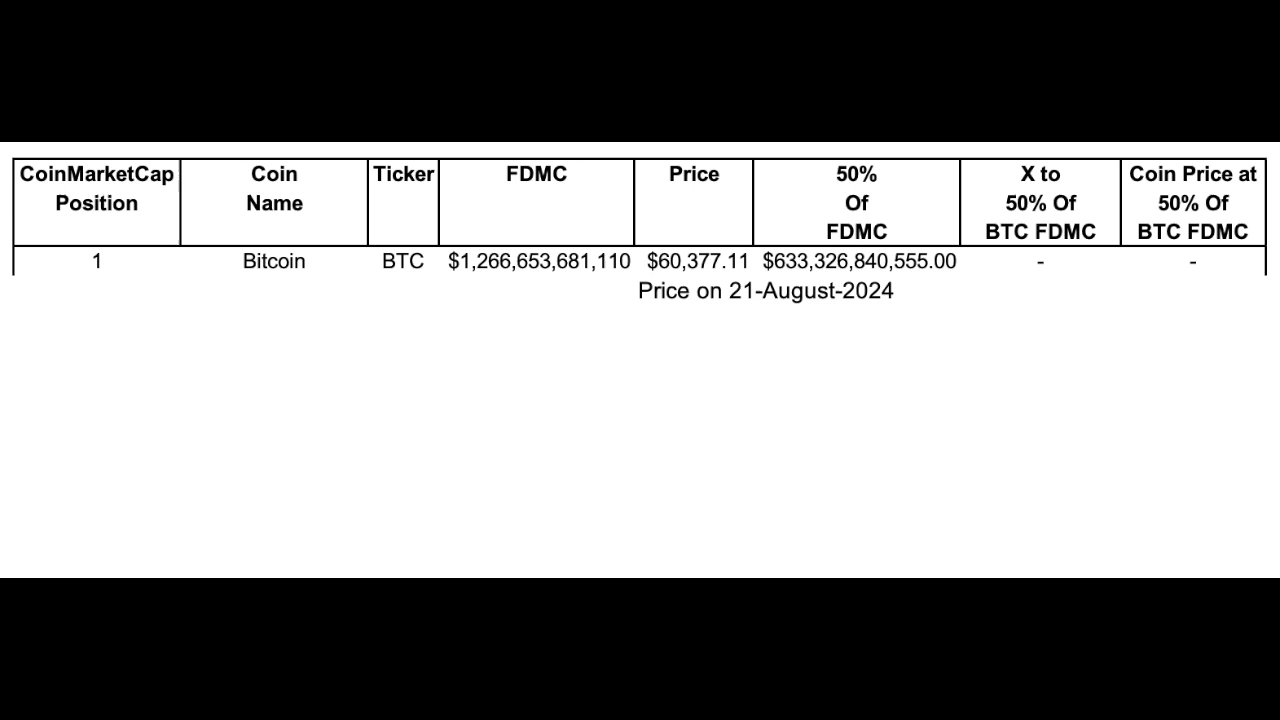 CoinMarketCap Position Coin Name Ticker FDMC Price 50% Of FDMC X to 50% Of BTC FDMC Coin Price at 50% Of BTC FDMC
1 Bitcoin BTC $1,266,653,681,110 $60,377.11 $633,326,840,555.00 - -
Price on 21-August-2024